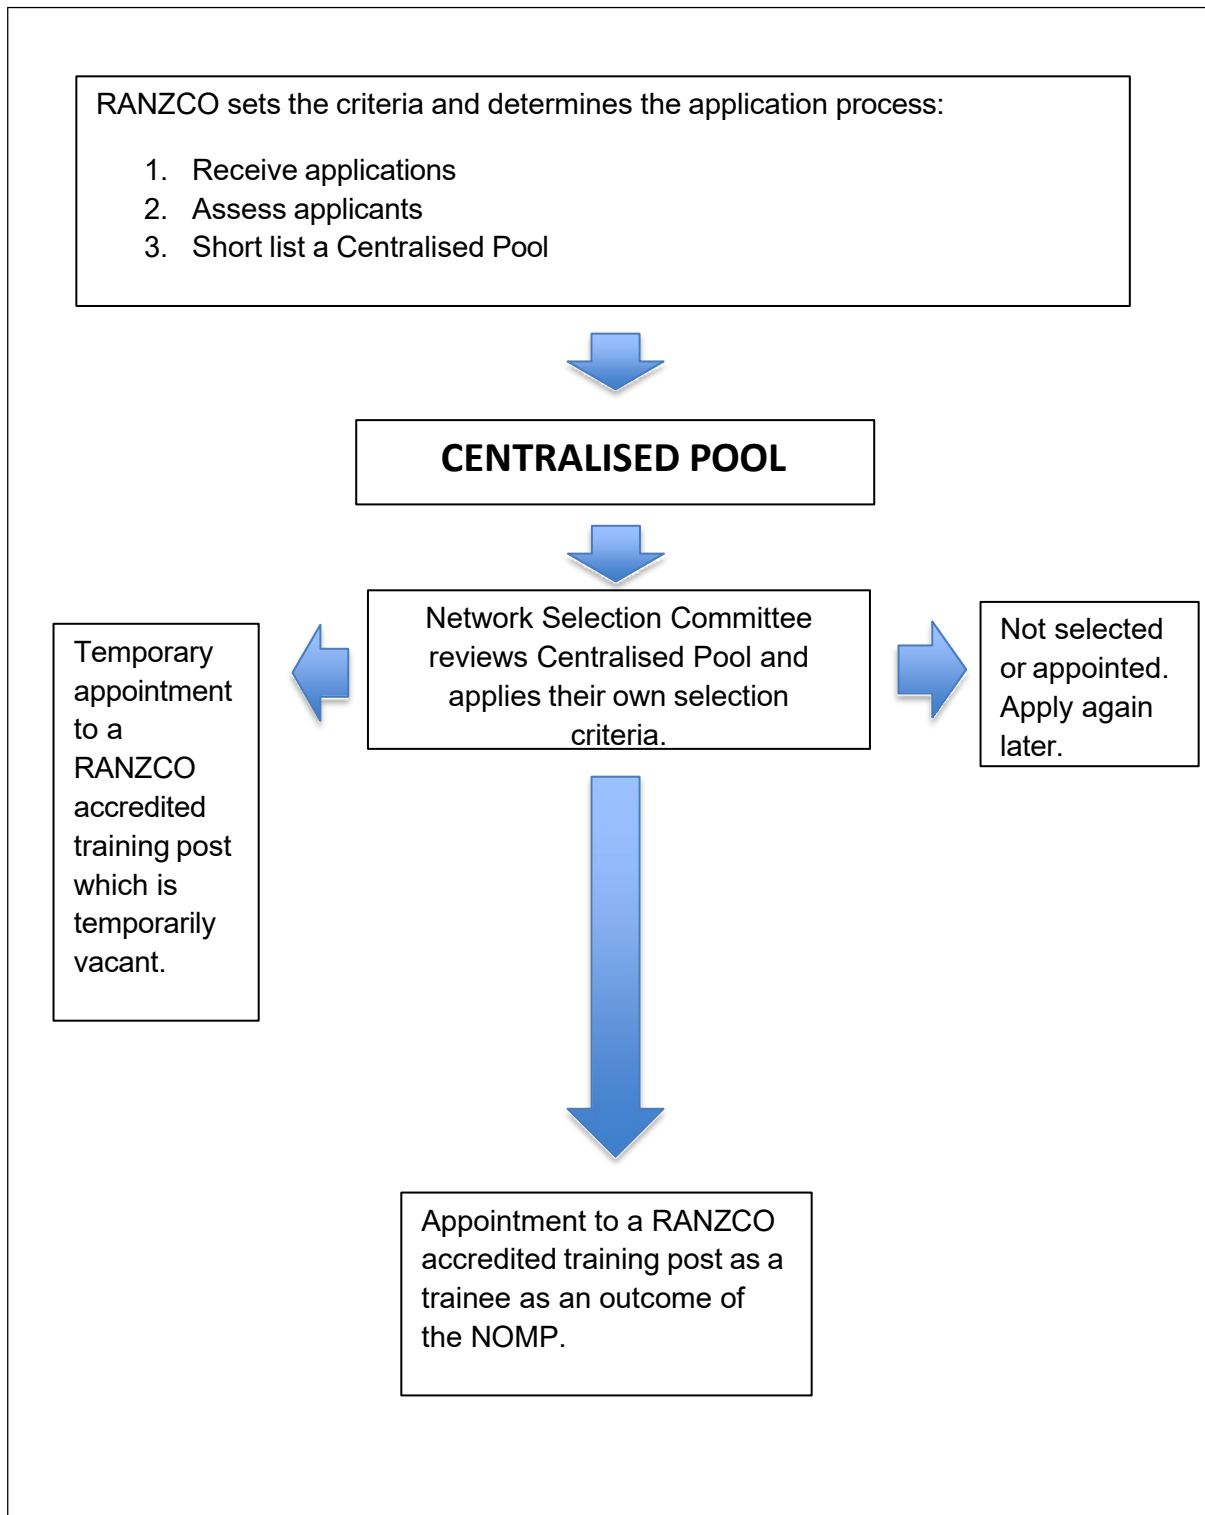 RANZCO sets the criteria and determines the application process:
1. Receive applications
2. Assess applicants
3. Short list a Centralised Pool
CENTRALISED POOL
Network Selection Committee
reviews Centralised Pool and
applies their own selection
criteria.
Temporary
appointment
to a
RANZCO
accredited
training post
which is
temporarily
vacant.
Not selected
or appointed.
Apply again
later.
Appointment to a RANZCO
accredited training post as a
trainee as an outcome of
the NOMP.